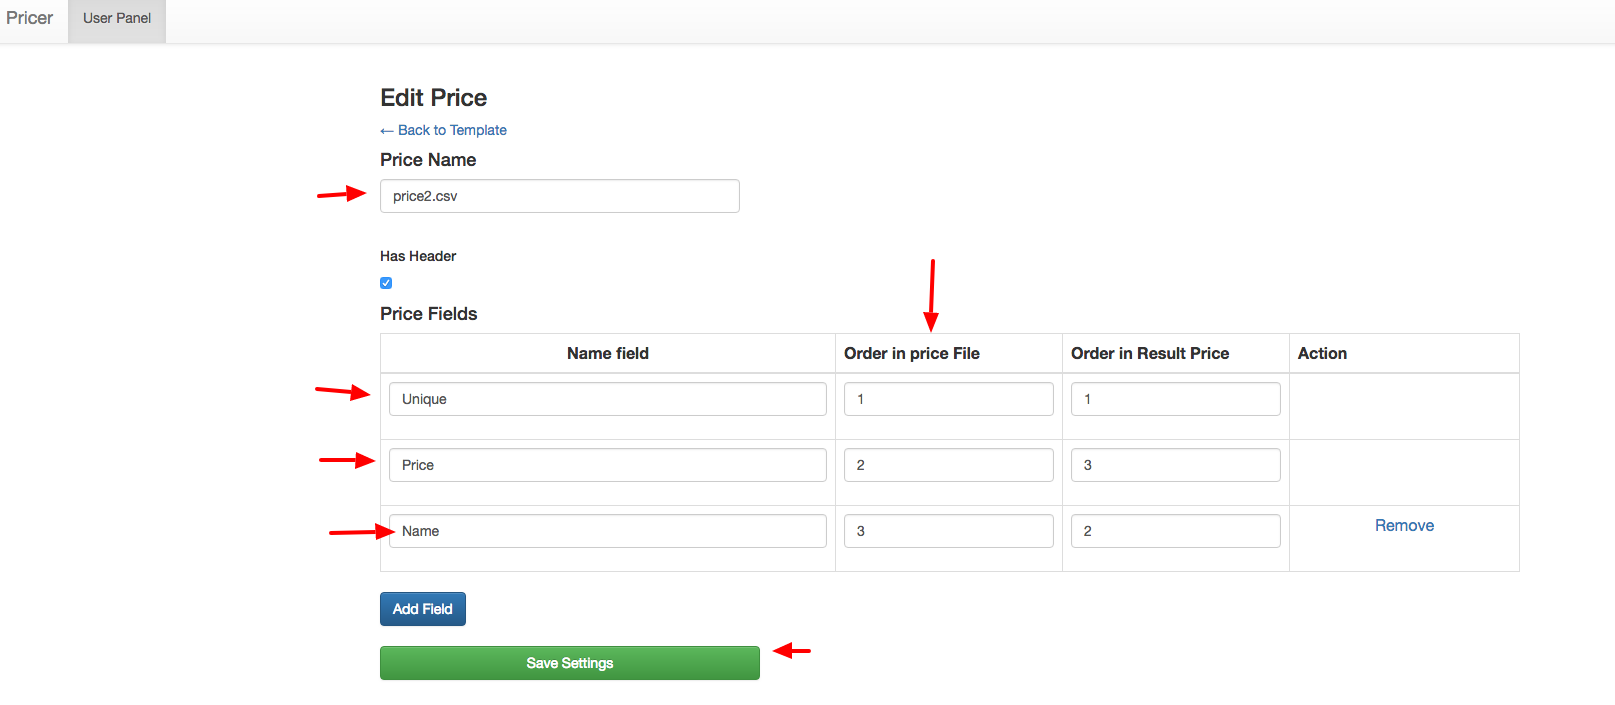 Pricer User Panel
Edit Price
← Back to Template
Price Name
price2.csv
Has Header
Price Fields
Name field Order in price File Order in Result Price Action
Unique 1 1
Price 2 3
Name 3 2 Remove
Add Field
Save Settings